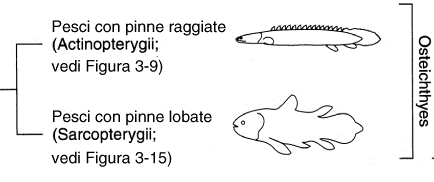 Pesci con pinne raggiate
(Actinopterygii;
vedi Figura 3-9)
Pesci con pinne lobate
(Sarcopterygii;
vedi Figura 3-15)
Osteichthyes